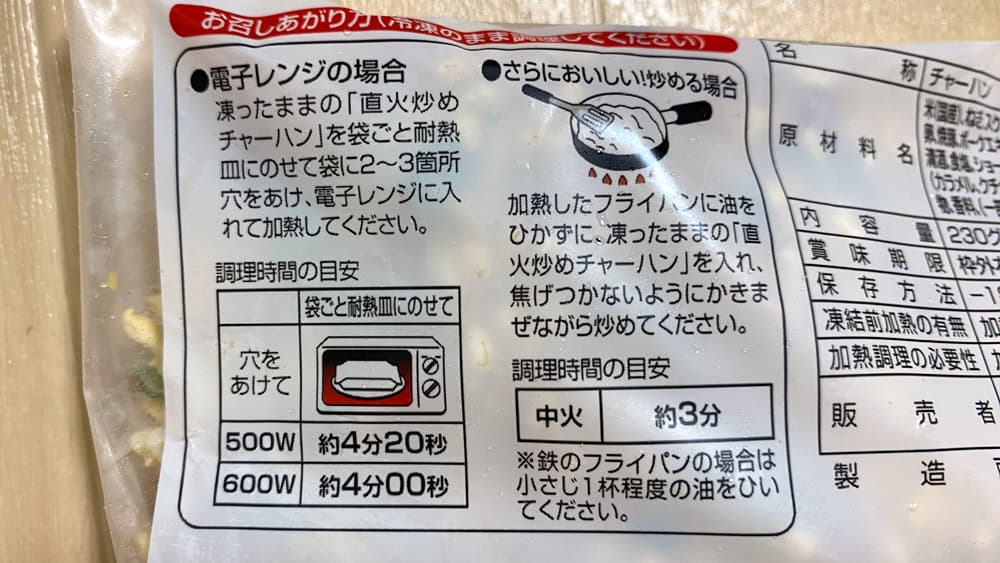 お召しあがり方(冷凍のまま調理してください)
●電子レンジの場合
凍ったままの「直火炒め
チャーハン」を袋ごと耐熱
皿にのせて袋に2〜3箇所
穴をあけ、電子レンジに入
れて加熱してください。
調理時間の目安
袋ごと耐熱皿にのせて
穴を
あけて
500W 約4分20秒
600W 約4分00秒
●さらにおいしい!炒める場合
加熱したフライパンに油を
ひかずに、凍ったままの「直
火炒めチャーハン」を入れ、
焦げつかないようにかきま
ぜながら炒めてください。
調理時間の目安
中火 約3分
※鉄のフライパンの場合は
小さじ1杯程度の油をひい
てください。
名称 チャーハン
原材料名
内容量 230
賞味期限 枠外
保存方法
凍結前加熱の有無 加
加熱調理の必要性
販売者
製造